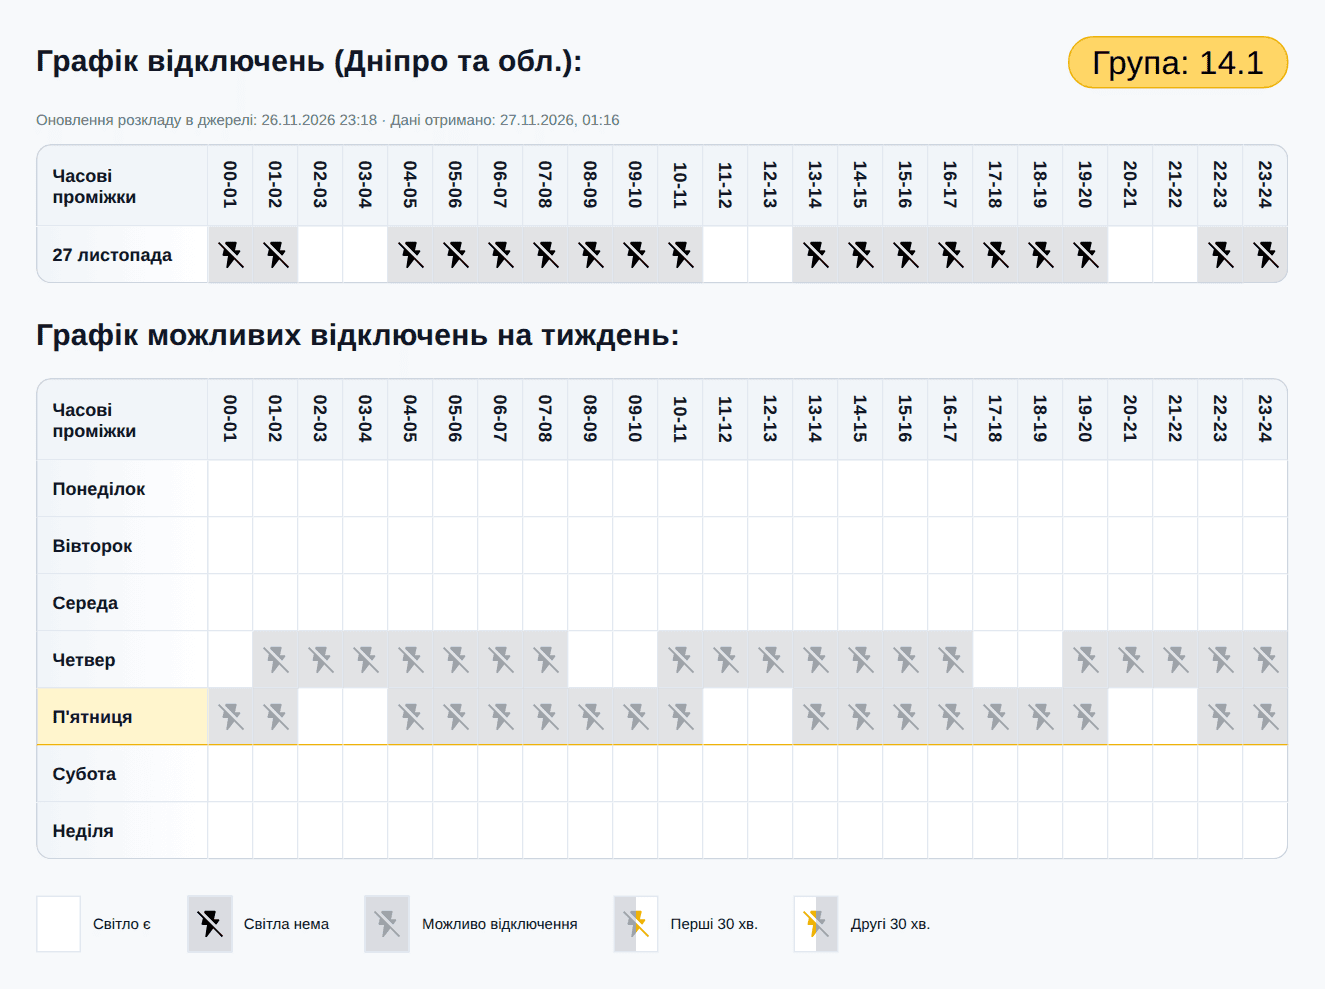 Графік відключень (Дніпро та обл.):
Група: 14.1
Оновлення розкладу в джерелі: 26.11.2026 23:18 · Дані отримано: 27.11.2026, 01:16
Часові
проміжки
00-01 01-02 02-03 03-04 04-05 05-06 06-07 07-08 08-09 09-10 10-11 11-12 12-13 13-14 14-15 15-16 16-17 17-18 18-19 19-20 20-21 21-22 22-23 23-24
27 листопада
Графік можливих відключень на тиждень:
Часові
проміжки
00-01 01-02 02-03 03-04 04-05 05-06 06-07 07-08 08-09 09-10 10-11 11-12 12-13 13-14 14-15 15-16 16-17 17-18 18-19 19-20 20-21 21-22 22-23 23-24
Понеділок
Вівторок
Середа
Четвер
П'ятниця
Субота
Неділя
Світло є
Світла нема
Можливо відключення
Перші 30 хв.
Другі 30 хв.